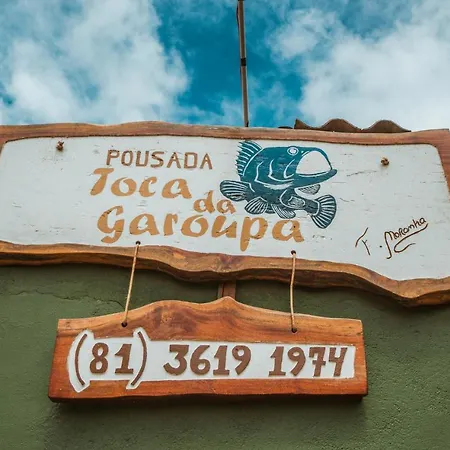 POUSADA
Toca da
Garoupa
F. Maranha
(81) 3619 1974